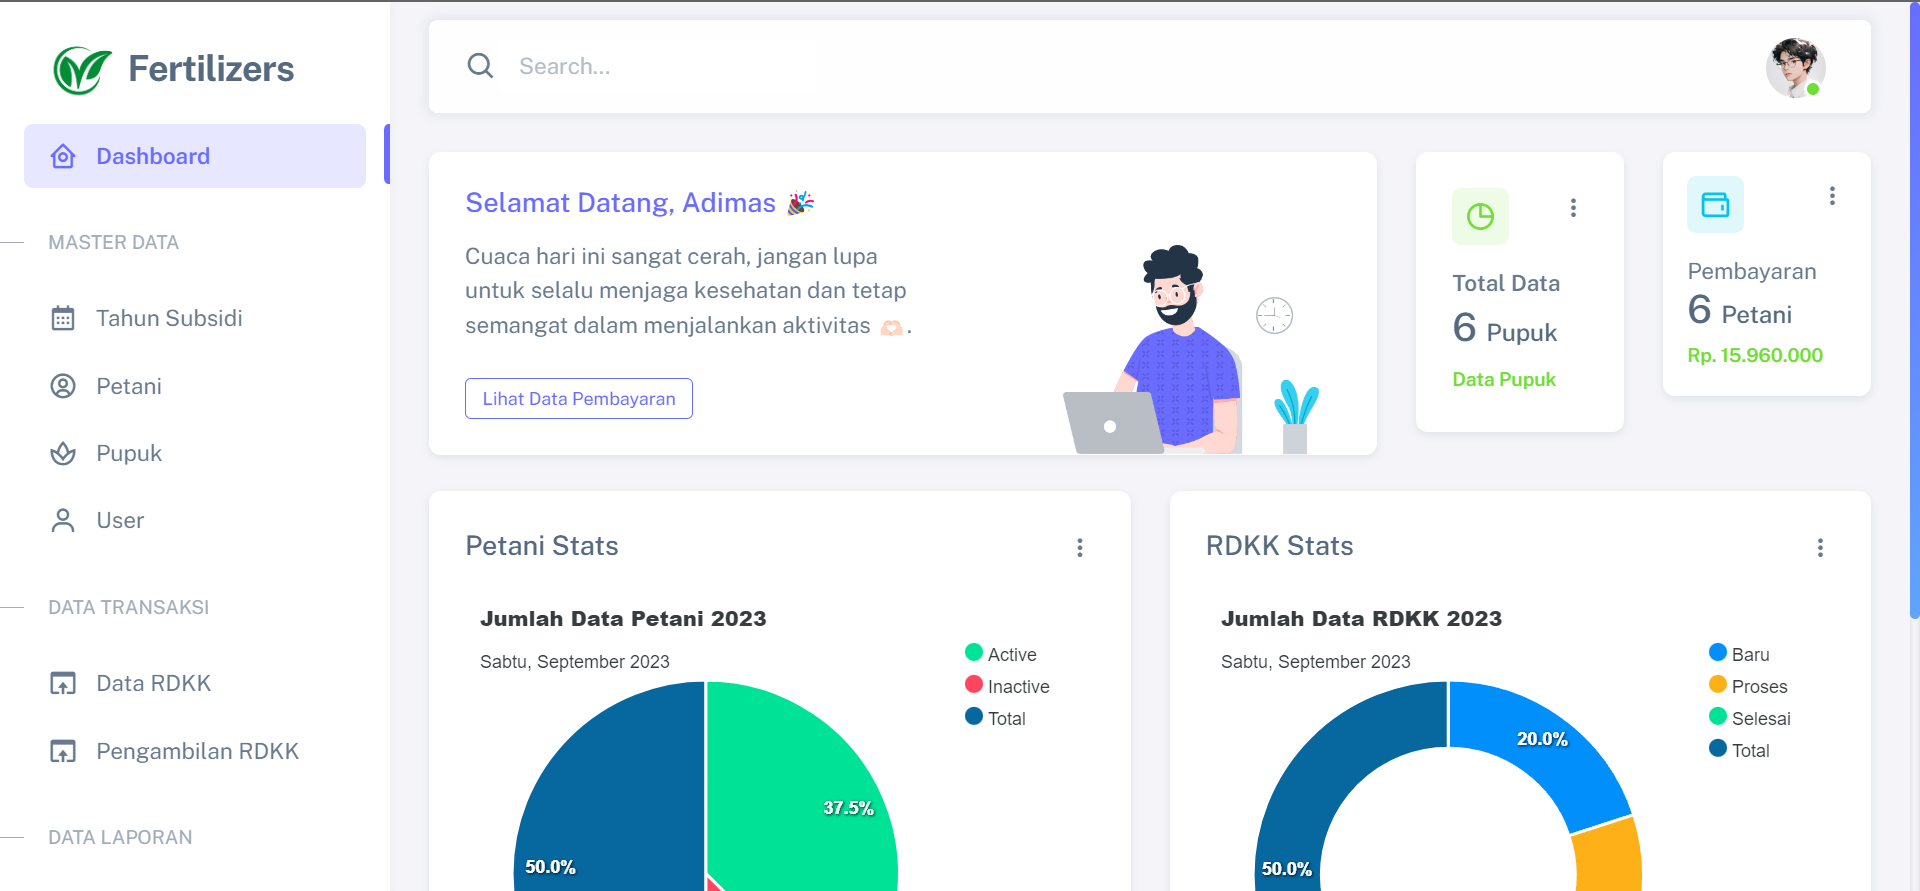 Fertilizers
Dashboard
MASTER DATA
Tahun Subsidi
Petani
Pupuk
User
DATA TRANSAKSI
Data RDKK
Pengambilan RDKK
DATA LAPORAN
Search...
Selamat Datang, Adimas 🎉
Cuaca hari ini sangat cerah, jangan lupa
untuk selalu menjaga kesehatan dan tetap
semangat dalam menjalankan aktivitas 🫶🏻.
Lihat Data Pembayaran
Total Data
6 Pupuk
Data Pupuk
Pembayaran
6 Petani
Rp. 15.960.000
Petani Stats
Jumlah Data Petani 2023
Sabtu, September 2023
Active
Inactive
Total
37.5%
50.0%
RDKK Stats
Jumlah Data RDKK 2023
Sabtu, September 2023
Baru
Proses
Selesai
Total
20.0%
50.0%